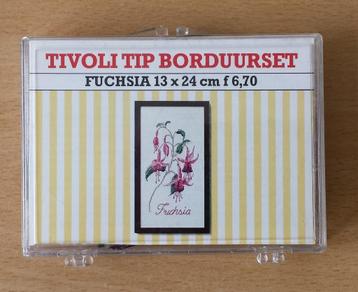 TIVOLI TIP BORDUURSET
FUCHSIA 13 x 24 cm f 6,70
Fuchsia